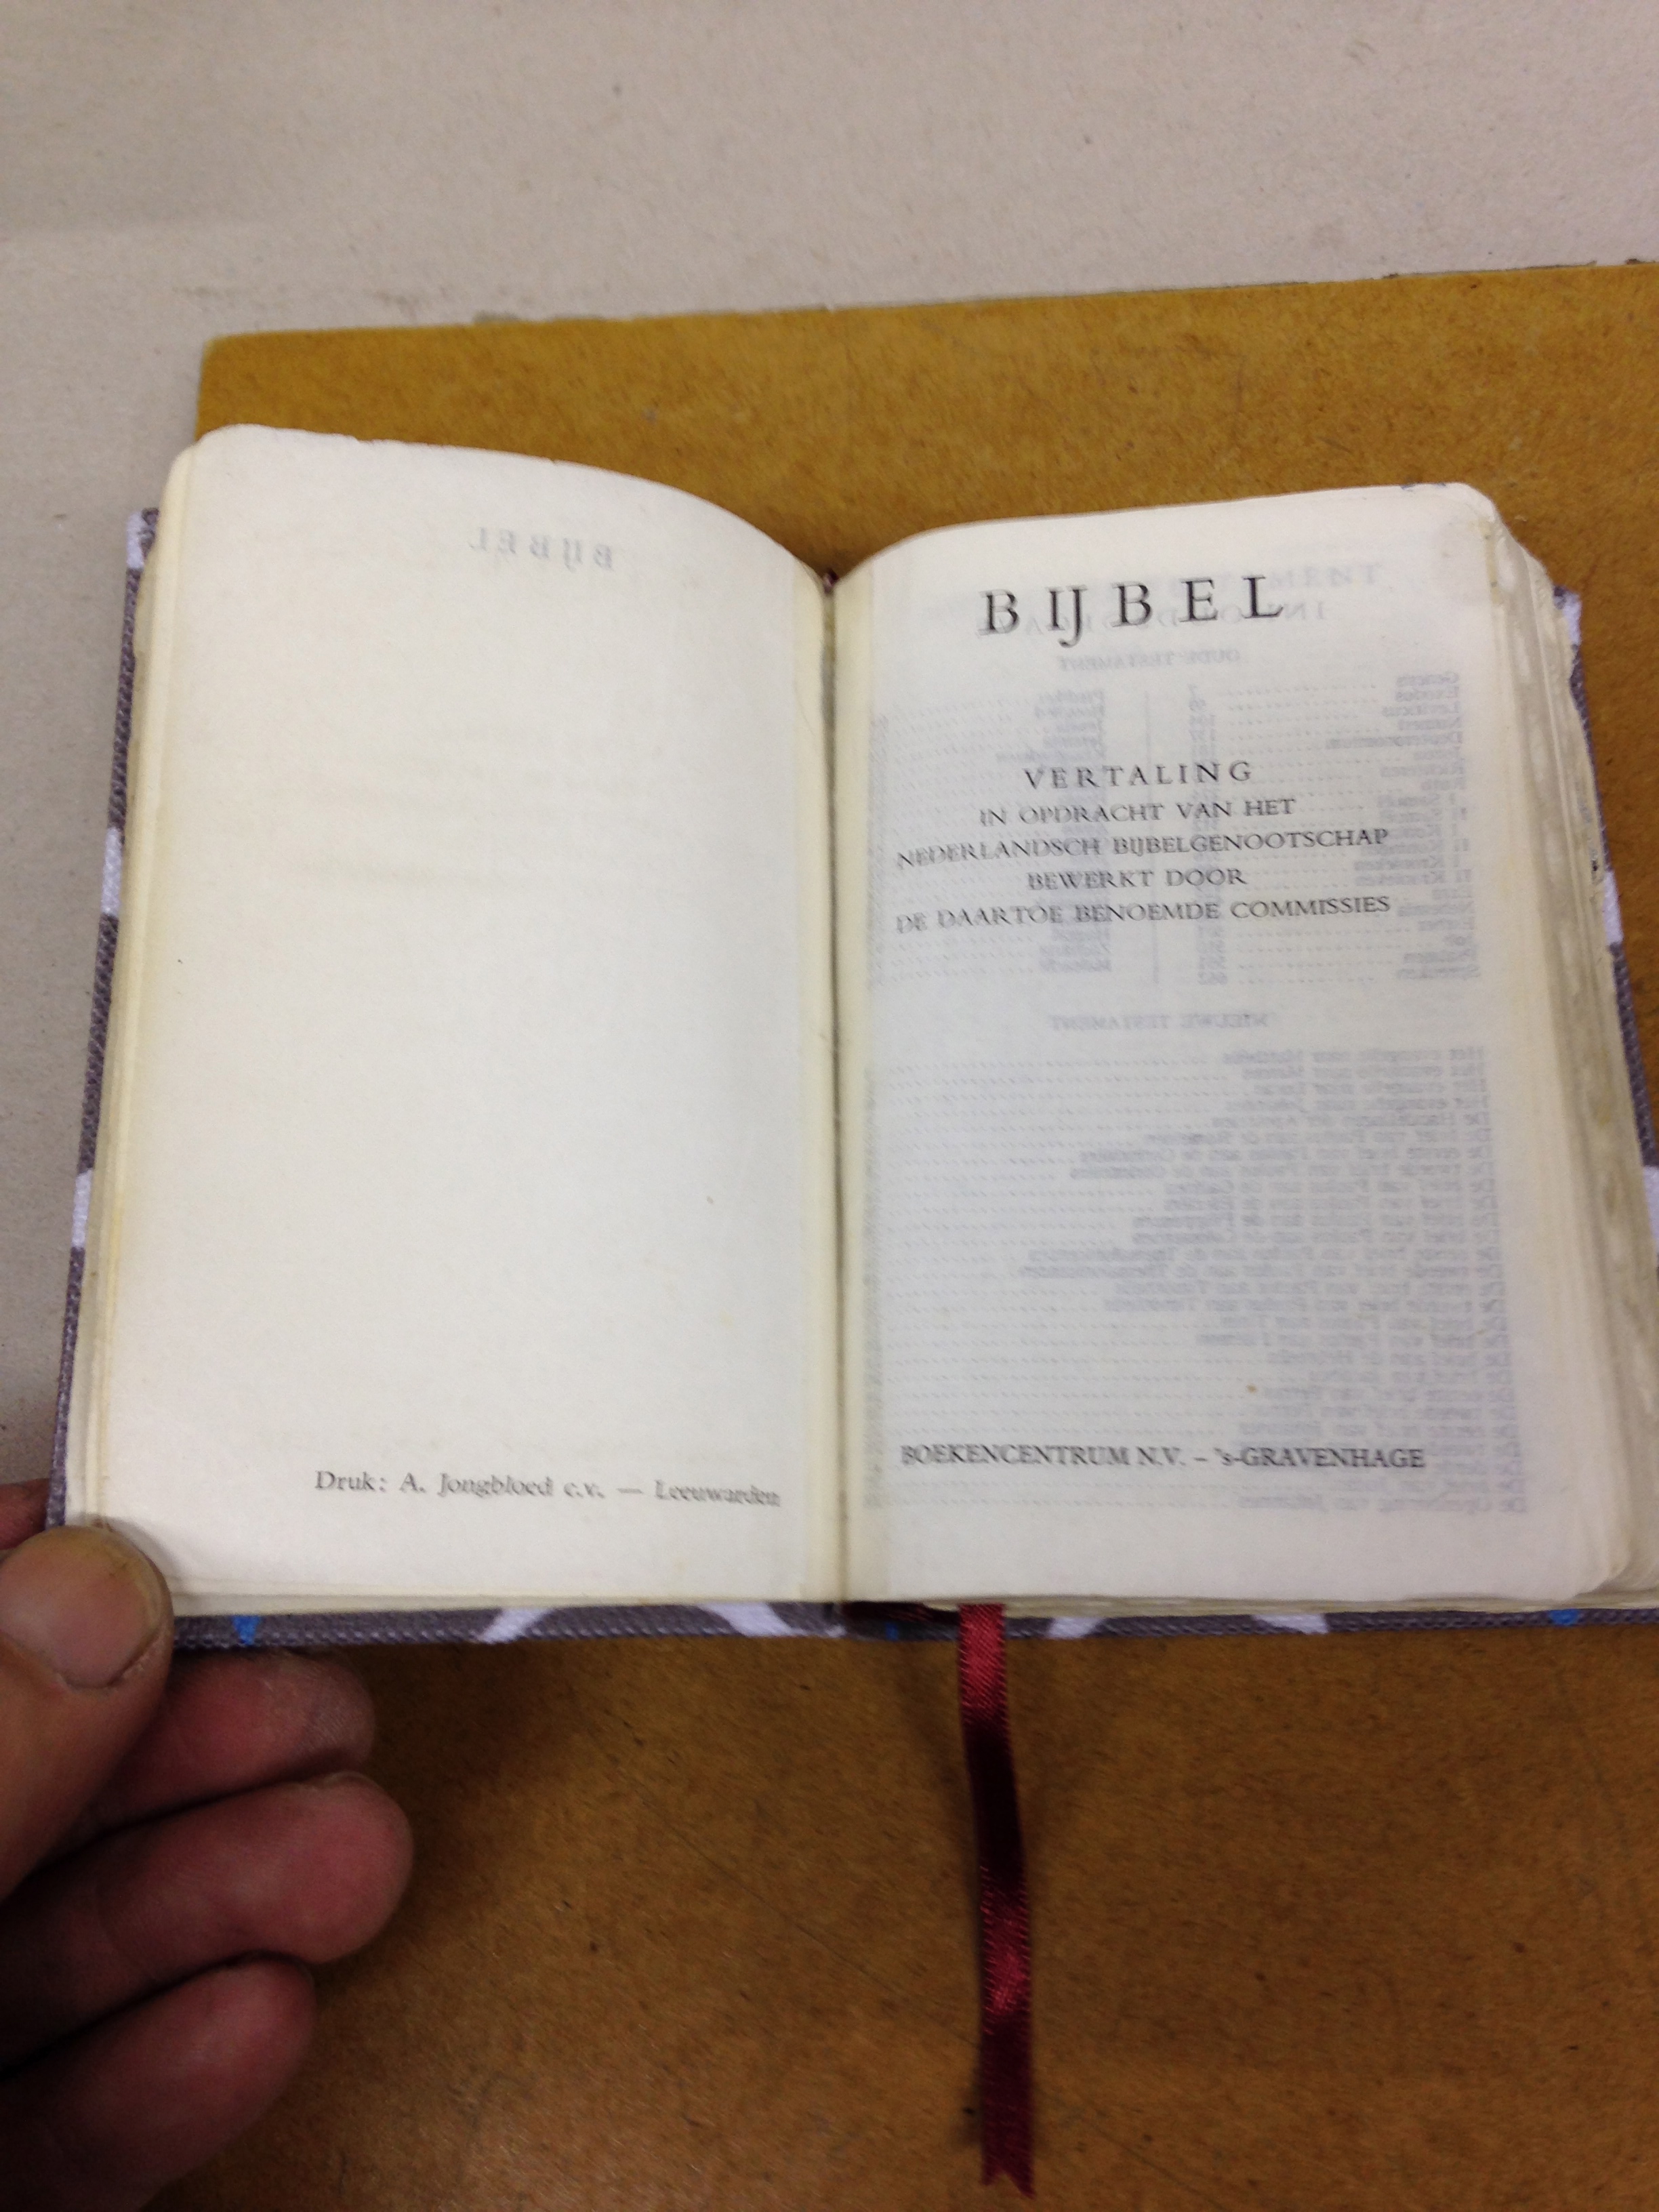 Druk: A. Jongbloed c.v. — Leeuwarden
BIJBEL
VERTALING
IN OPDRACHT VAN HET
NEDERLANDSCH BIJBELGENOOTSCHAP
BEWERKT DOOR
DE DAARTOE BENOEMDE COMMISSIES
BOEKENCENTRUM N.V. – 's-GRAVENHAGE